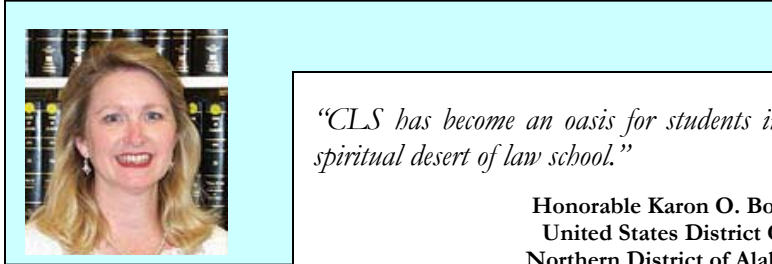 “CLS has become an oasis for students
spiritual desert of law school.”
Honorable Karon O.
United States District
Northern District of